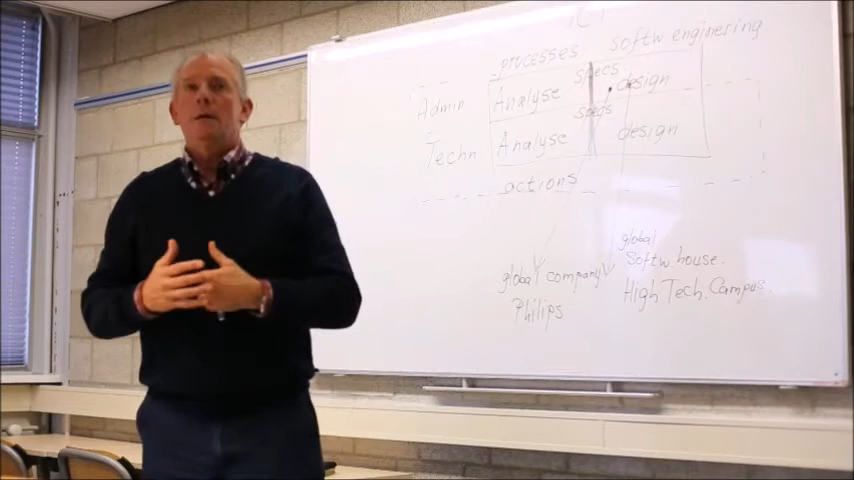 ICT
processes softw enginering
Admin Analyse specs design
specs
Techn Analyse design
actions
global company
Philips
global
Softw. house.
High Tech. Campus.